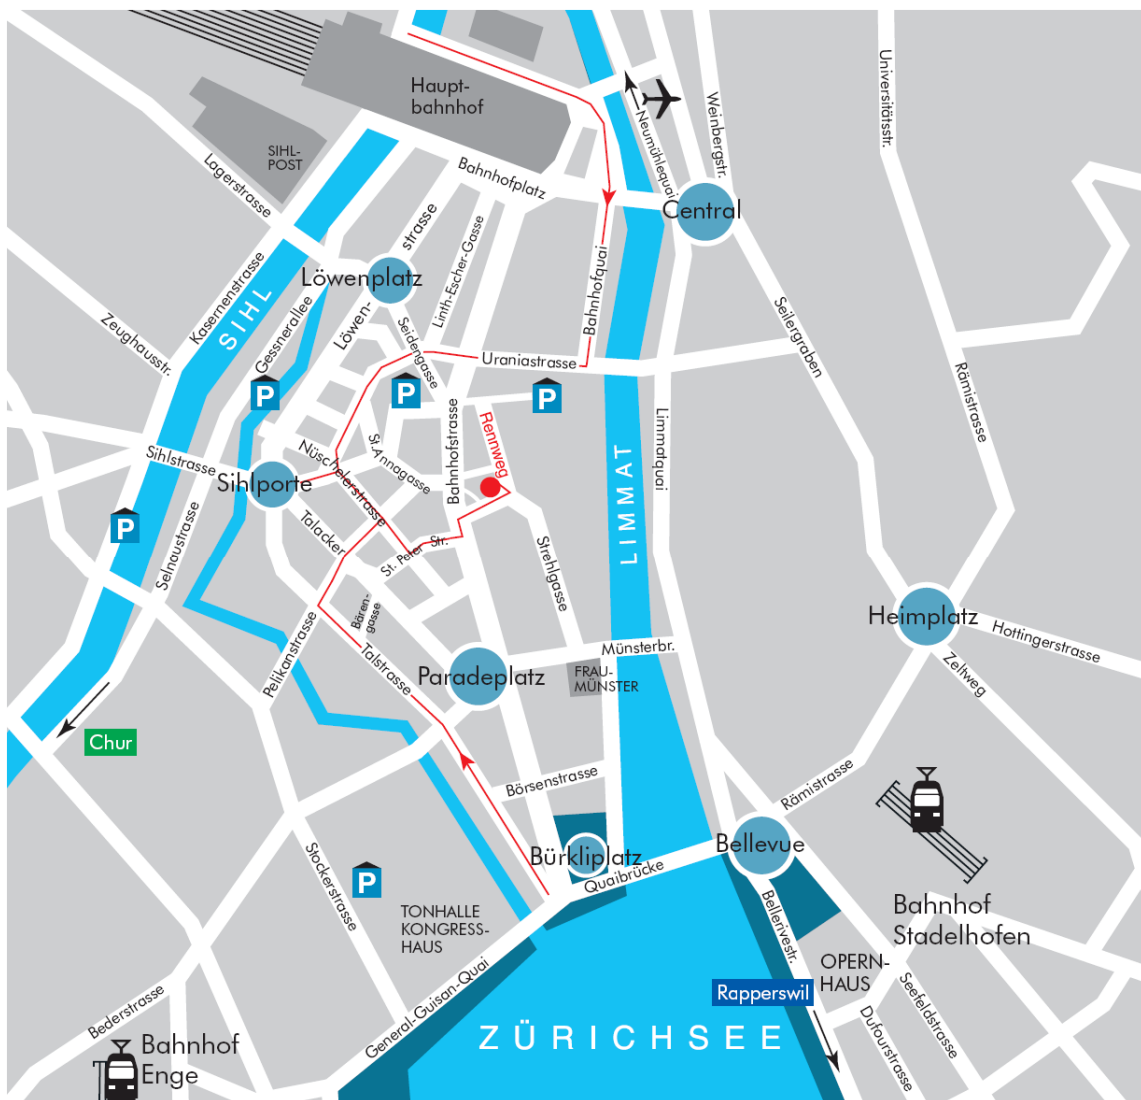 Haupt-
bahnhof
SIHL-
POST
Lagerstrasse
Bahnhofplatz
Neumühlequai
Weinbergstr.
Universitätsstr.
Central
strasse
Linth-Escher-Gasse
Löwenplatz
Löwen-
Kasernenstrasse
SIHL
Gessnerallee
Zeughausstr.
Seidengasse
Bahnhofquai
Uraniastrasse
Seilergraben
Rämistrasse
P
P
P
Rennweg
Limmatquai
LIMMAT
Bahnhofstrasse
St.Annagasse
Nüschelerstrasse
Sihlstrasse
Sihlporte
P
Selnaustrasse
Talacker
St. Peter Str.
Strehlgasse
Bären-
gasse
Pelikanstrasse
Talstrasse
Paradeplatz
Münsterbr.
FRAU-
MÜNSTER
Heimplatz
Hottingerstrasse
Zeltweg
Chur
Börsenstrasse
Rämistrasse
Bürkliplatz
Quaibrücke
Bellevue
Stockerstrasse
P
TONHALLE
KONGRESS-
HAUS
Bellerivestr.
Bahnhof
Stadelhofen
OPERN-
HAUS
Rapperswil
Seefeldstrasse
Dufourstrasse
General-Guisan-Quai
Bederstrasse
ZÜRICHSEE
Bahnhof
Enge